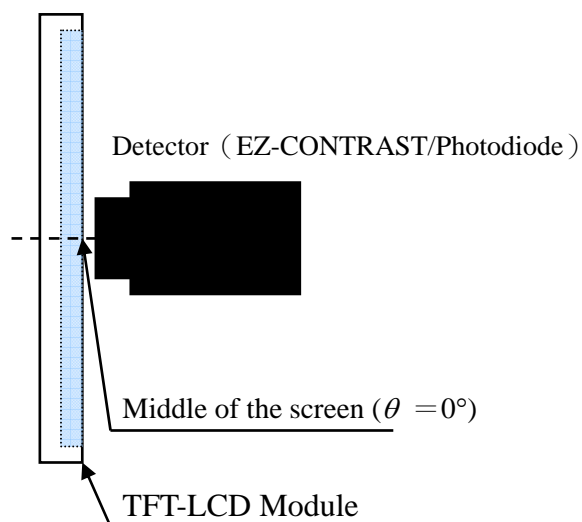 Detector（EZ-CONTRAST/Photodiode）
Middle of the screen (θ =0°)
TFT-LCD Module